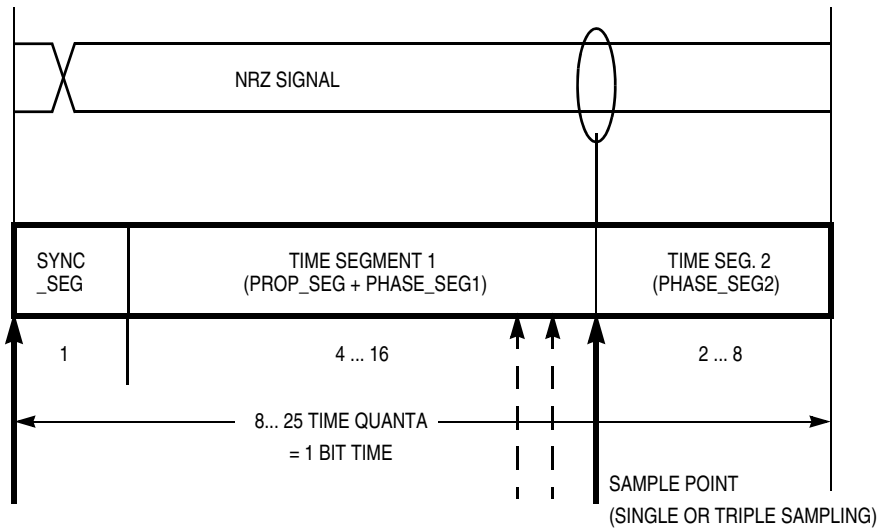 NRZ SIGNAL
SYNC
_SEG
TIME SEGMENT 1
(PROP_SEG + PHASE_SEG1)
TIME SEG. 2
(PHASE_SEG2)
1
4 ... 16
2 ... 8
8... 25 TIME QUANTA
= 1 BIT TIME
SAMPLE POINT
(SINGLE OR TRIPLE SAMPLING)